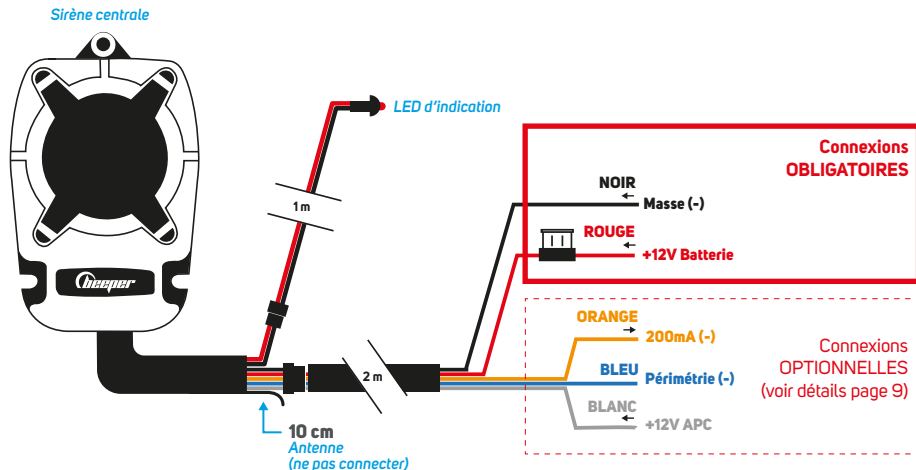 Sirène centrale
LED d'indication
Connexions
OBLIGATOIRES
NOIR
Masse (-)
ROUGE
+12V Batterie
1 m
beeper
ORANGE
200mA (-)
BLEU
Périmétrie (-)
BLANC
+12V APC
Connexions
OPTIONNELLES
(voir détails page 9)
2 m
10 cm
Antenne
(ne pas connecter)